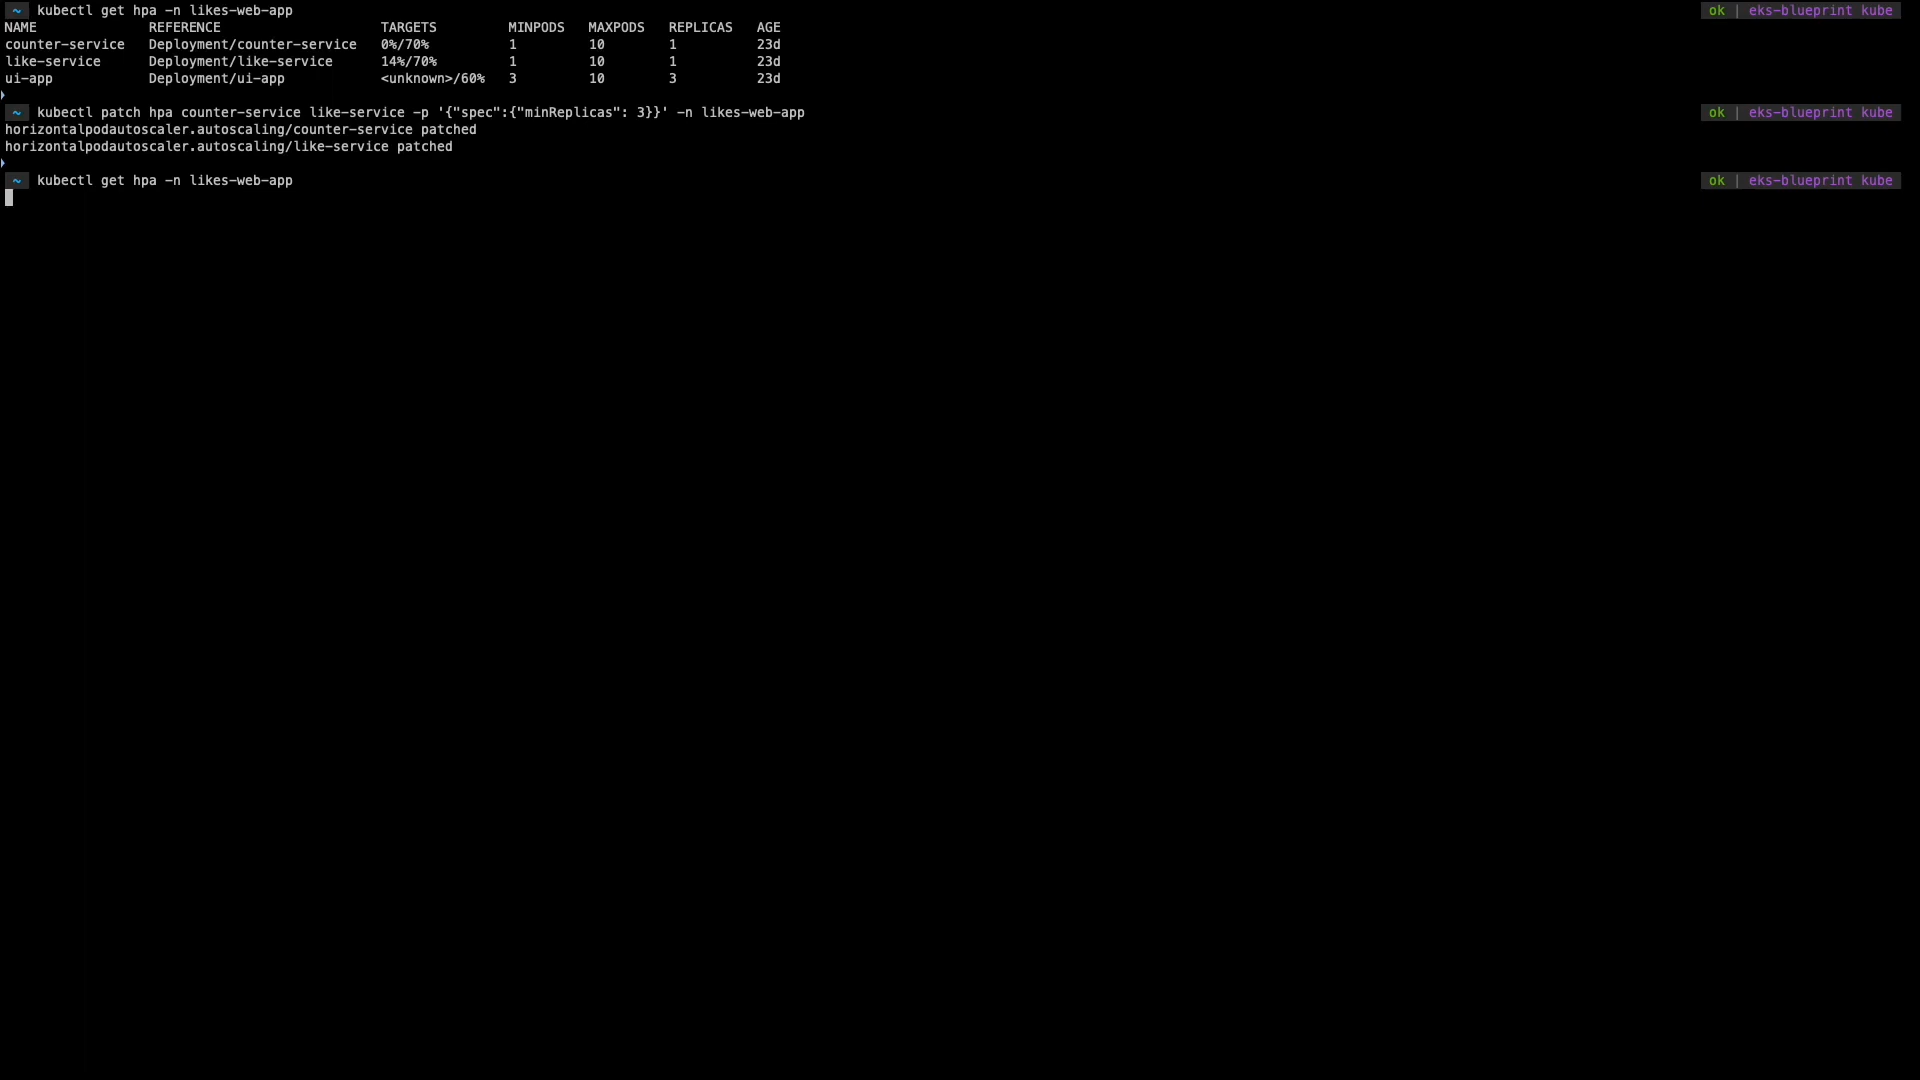 ~ kubectl get hpa -n likes-web-app ok | eks-blueprint kube
NAME REFERENCE TARGETS MINPODS MAXPODS REPLICAS AGE
counter-service Deployment/counter-service 0%/70% 1 10 1 23d
like-service Deployment/like-service 14%/70% 1 10 1 23d
ui-app Deployment/ui-app <unknown>/60% 3 10 3 23d
~ kubectl patch hpa counter-service like-service -p '{"spec":{"minReplicas": 3}}' -n likes-web-app ok | eks-blueprint kube
horizontalpodautoscaler.autoscaling/counter-service patched
horizontalpodautoscaler.autoscaling/like-service patched
~ kubectl get hpa -n likes-web-app ok | eks-blueprint kube